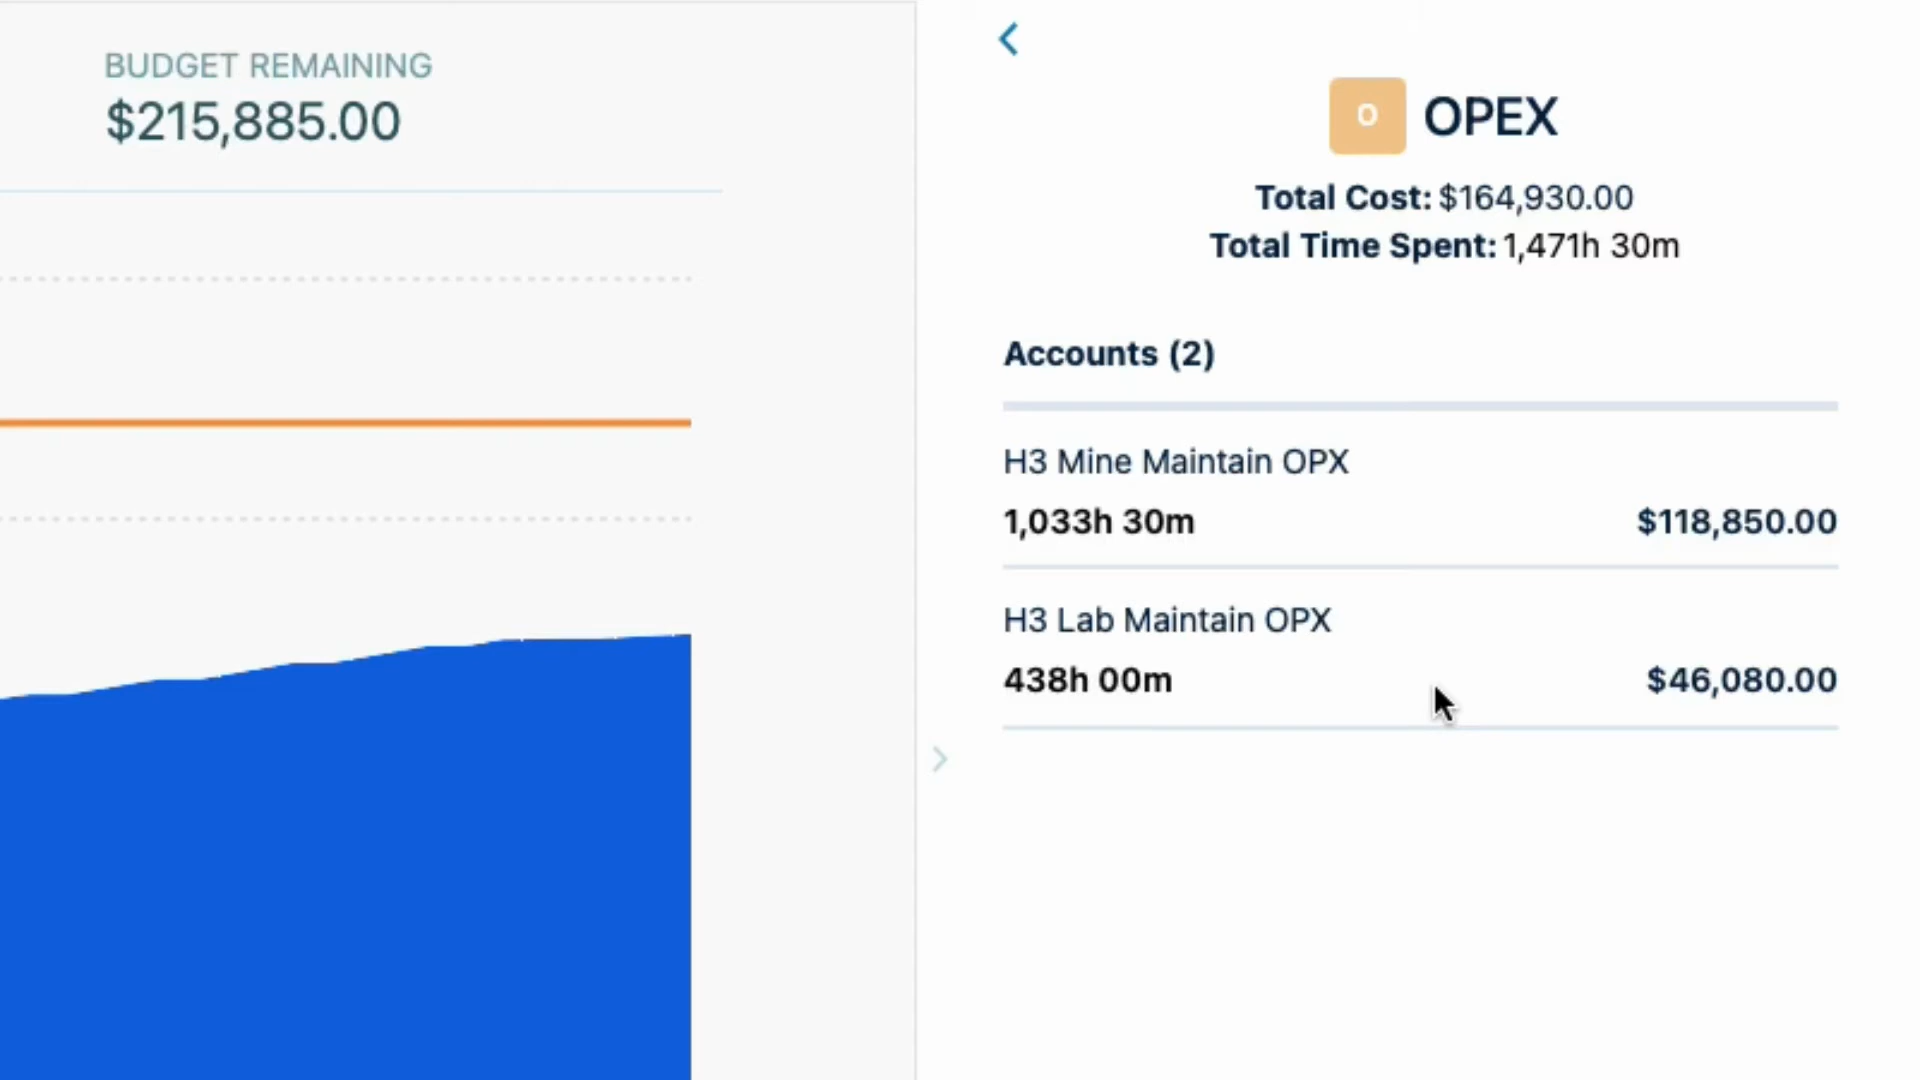 BUDGET REMAINING
$215,885.00
O OPEX
Total Cost: $164,930.00
Total Time Spent: 1,471h 30m
Accounts (2)
H3 Mine Maintain OPX
1,033h 30m $118,850.00
H3 Lab Maintain OPX
438h 00m $46,080.00